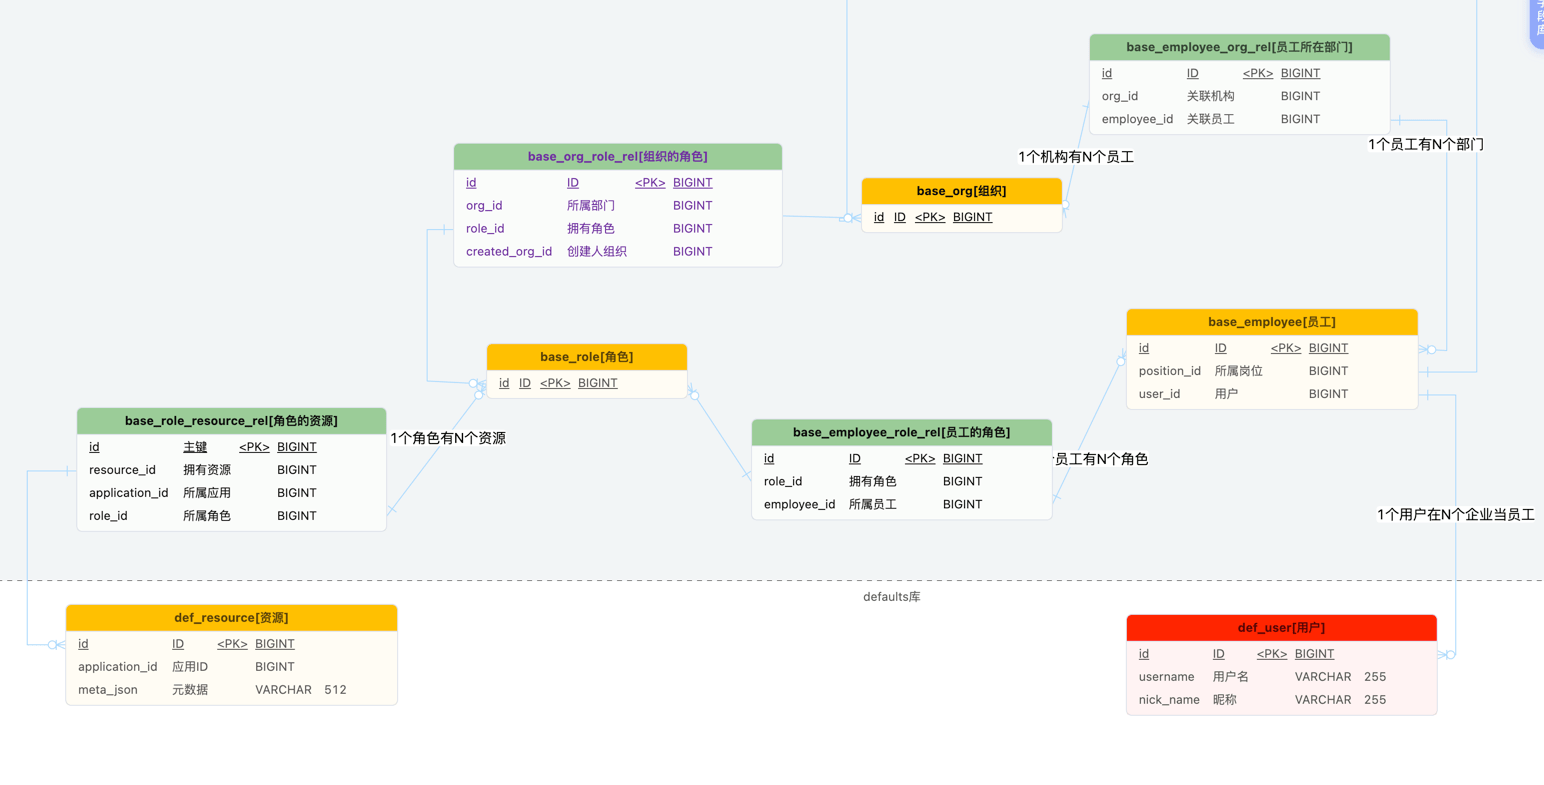 字
段
库
base_employee_org_rel[员工所在部门]
id ID <PK> BIGINT
org_id 关联机构 BIGINT
employee_id 关联员工 BIGINT
1个员工有N个部门
1个机构有N个员工
base_org_role_rel[组织的角色]
id ID <PK> BIGINT
org_id 所属部门 BIGINT
role_id 拥有角色 BIGINT
created_org_id 创建人组织 BIGINT
base_org[组织]
id ID <PK> BIGINT
base_employee[员工]
id ID <PK> BIGINT
position_id 所属岗位 BIGINT
user_id 用户 BIGINT
base_role[角色]
id ID <PK> BIGINT
base_role_resource_rel[角色的资源]
id 主键 <PK> BIGINT
resource_id 拥有资源 BIGINT
application_id 所属应用 BIGINT
role_id 所属角色 BIGINT
1个角色有N个资源
base_employee_role_rel[员工的角色]
id ID <PK> BIGINT
role_id 拥有角色 BIGINT
employee_id 所属员工 BIGINT
员工有N个角色
1个用户在N个企业当员工
defaults库
def_resource[资源]
id ID <PK> BIGINT
application_id 应用ID BIGINT
meta_json 元数据 VARCHAR 512
def_user[用户]
id ID <PK> BIGINT
username 用户名 VARCHAR 255
nick_name 昵称 VARCHAR 255